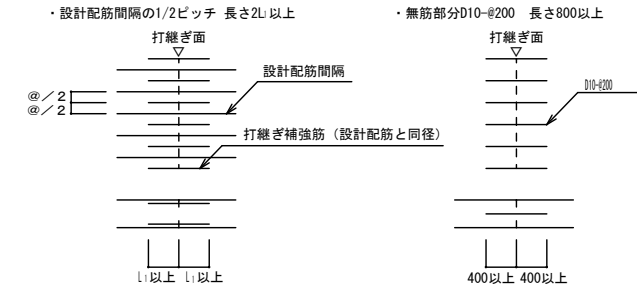 ・設計配筋間隔の1/2ピッチ 長さ2L₁以上
打継ぎ面
設計配筋間隔
@/2
@/2
打継ぎ補強筋（設計配筋と同径）
L₁以上 L₁以上
・無筋部分D10-@200 長さ800以上
打継ぎ面
D10-@200
400以上 400以上